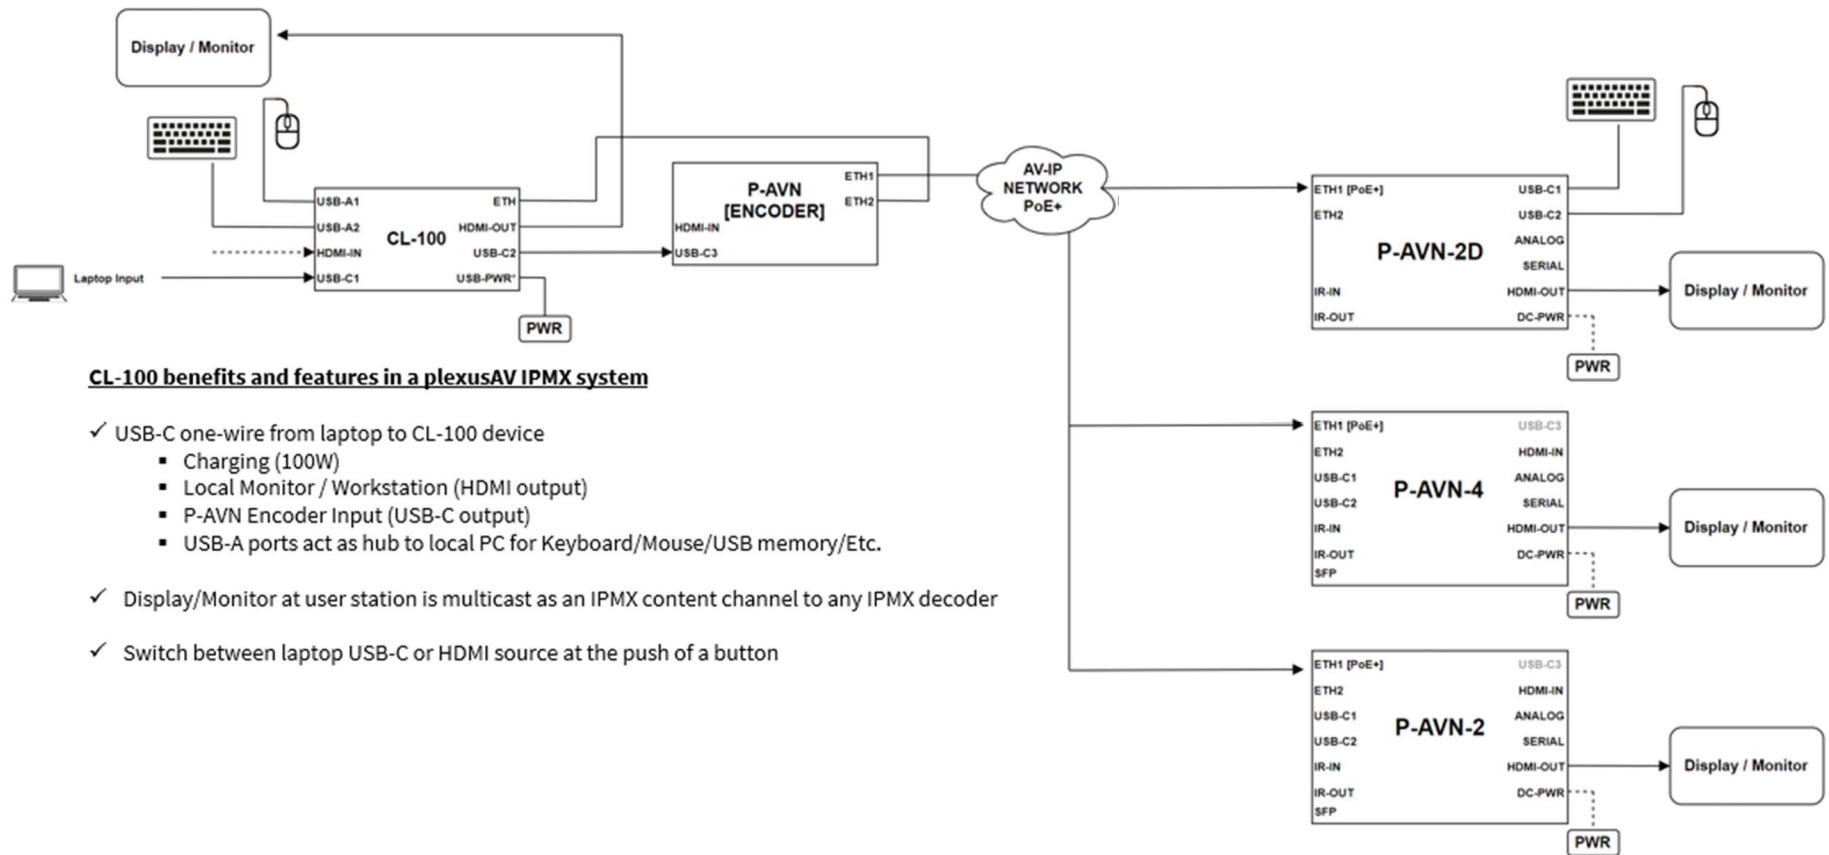 Display / Monitor
USB-A1
USB-A2
HDMI-IN
USB-C1
CL-100
ETH
HDMI-OUT
USB-C2
USB-PWR*
Laptop Input
PWR
P-AVN
[ENCODER]
HDMI-IN
USB-C3
ETH1
ETH2
AV-IP
NETWORK
PoE+
CL-100 benefits and features in a plexusAV IPMX system
✓ USB-C one-wire from laptop to CL-100 device
▪ Charging (100W)
▪ Local Monitor / Workstation (HDMI output)
▪ P-AVN Encoder Input (USB-C output)
▪ USB-A ports act as hub to local PC for Keyboard/Mouse/USB memory/Etc.
✓ Display/Monitor at user station is multicast as an IPMX content channel to any IPMX decoder
✓ Switch between laptop USB-C or HDMI source at the push of a button
ETH1 [PoE+]
ETH2
IR-IN
IR-OUT
P-AVN-2D
USB-C1
USB-C2
ANALOG
SERIAL
HDMI-OUT
DC-PWR
Display / Monitor
PWR
ETH1 [PoE+]
ETH2
USB-C1
USB-C2
IR-IN
IR-OUT
SFP
P-AVN-4
USB-C3
HDMI-IN
ANALOG
SERIAL
HDMI-OUT
DC-PWR
Display / Monitor
PWR
ETH1 [PoE+]
ETH2
USB-C1
USB-C2
IR-IN
IR-OUT
SFP
P-AVN-2
USB-C3
HDMI-IN
ANALOG
SERIAL
HDMI-OUT
DC-PWR
Display / Monitor
PWR